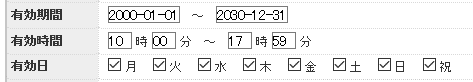 有効期間 2000-01-01 ～ 2030-12-31
有効時間 10 時 00 分 ～ 17 時 59 分
有効日 ☑月 ☑火 ☑水 ☑木 ☑金 ☑土 ☑日 ☑祝